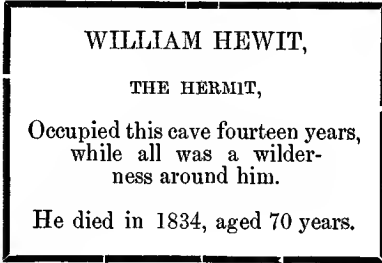 WILLIAM HEWIT,
THE HERMIT,
Occupied this cave fourteen years,
while all was a wilder-
ness around him.
He died in 1834, aged 70 years.